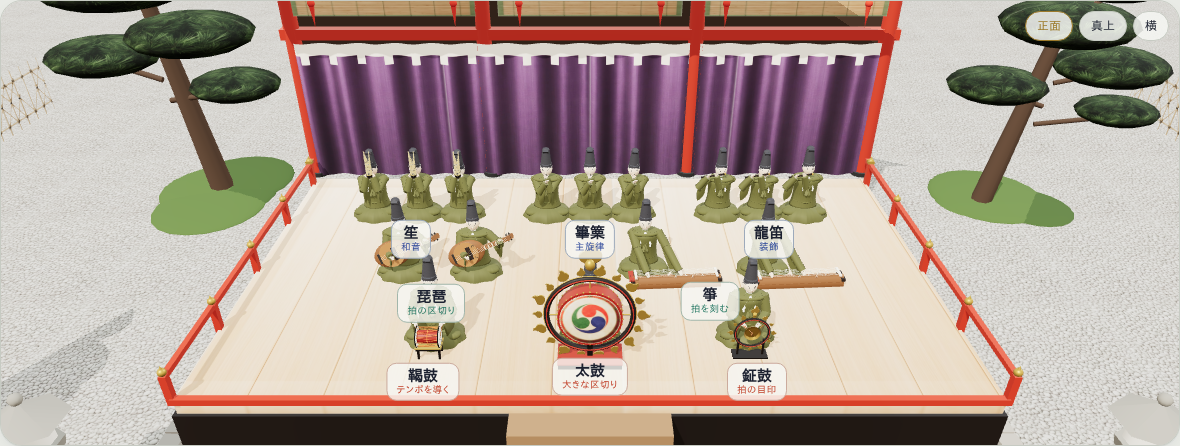 正面
真上
横
笙
和音
篳篥
主旋律
龍笛
装飾
琵琶
拍の区切り
箏
拍を刻む
鞨鼓
テンポを導く
太鼓
大きな区切り
鉦鼓
拍の目印